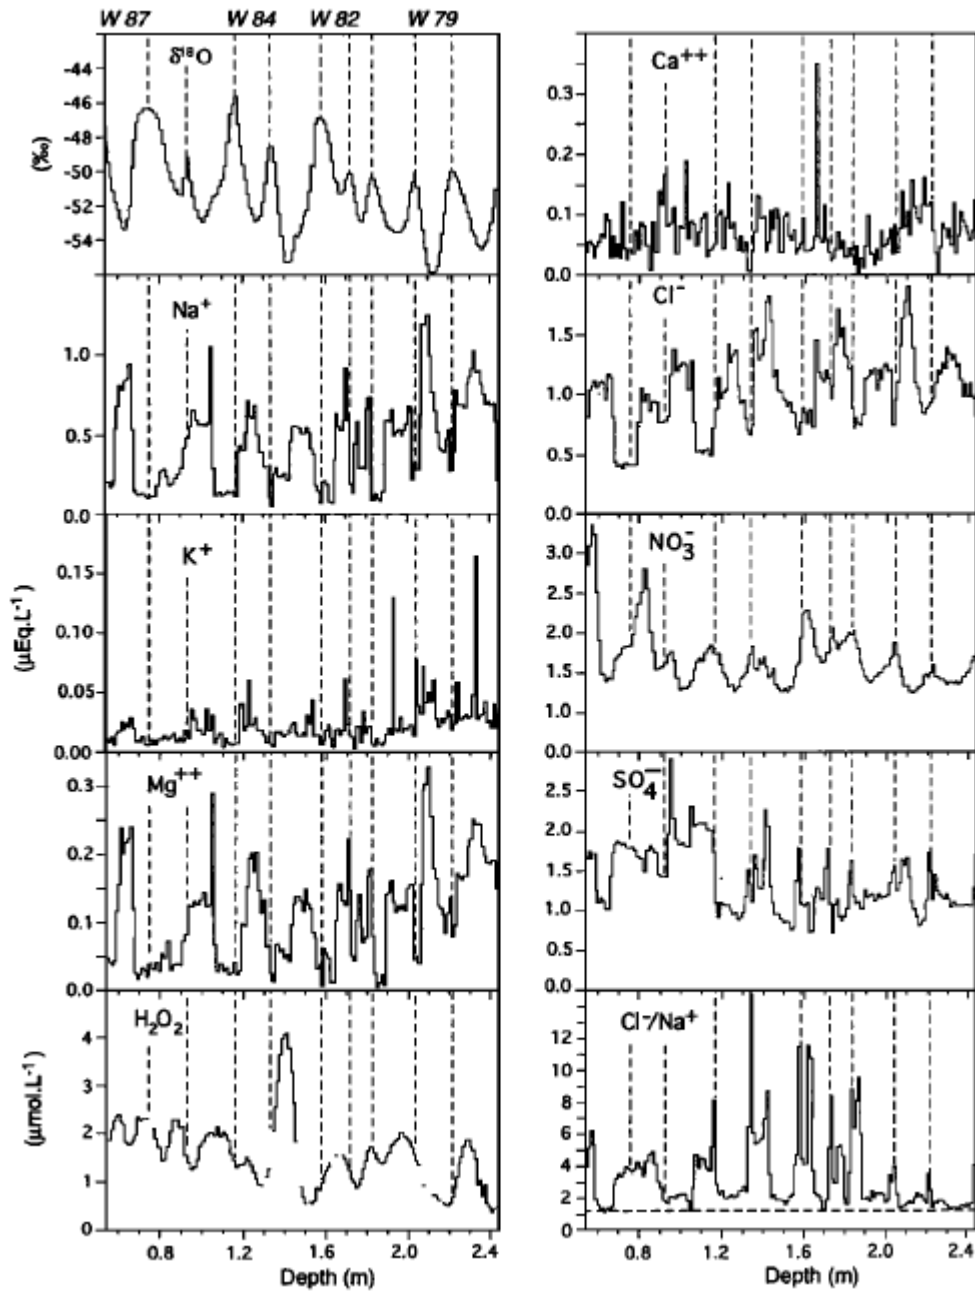 W 87 W 84 W 82 W 79
δ¹⁸O
-44
-46
-48
-50
-52
-54
(‰)
Ca⁺⁺
0.3
0.2
0.1
0.0
Na⁺
1.0
0.5
0.0
Cl⁻
1.5
1.0
0.5
0.0
K⁺
0.15
0.10
0.05
0.00
(µEq.L⁻¹)
NO₃⁻
3.0
2.5
2.0
1.5
1.0
0.0
Mg⁺⁺
0.3
0.2
0.1
0.0
SO₄⁻⁻
2.5
2.0
1.5
1.0
0.5
0.0
H₂O₂
4
3
2
1
0
(µmol.L⁻¹)
Cl⁻/Na⁺
12
10
8
6
4
2
0
0.8 1.2 1.6 2.0 2.4
Depth (m)
0.8 1.2 1.6 2.0 2.4
Depth (m)